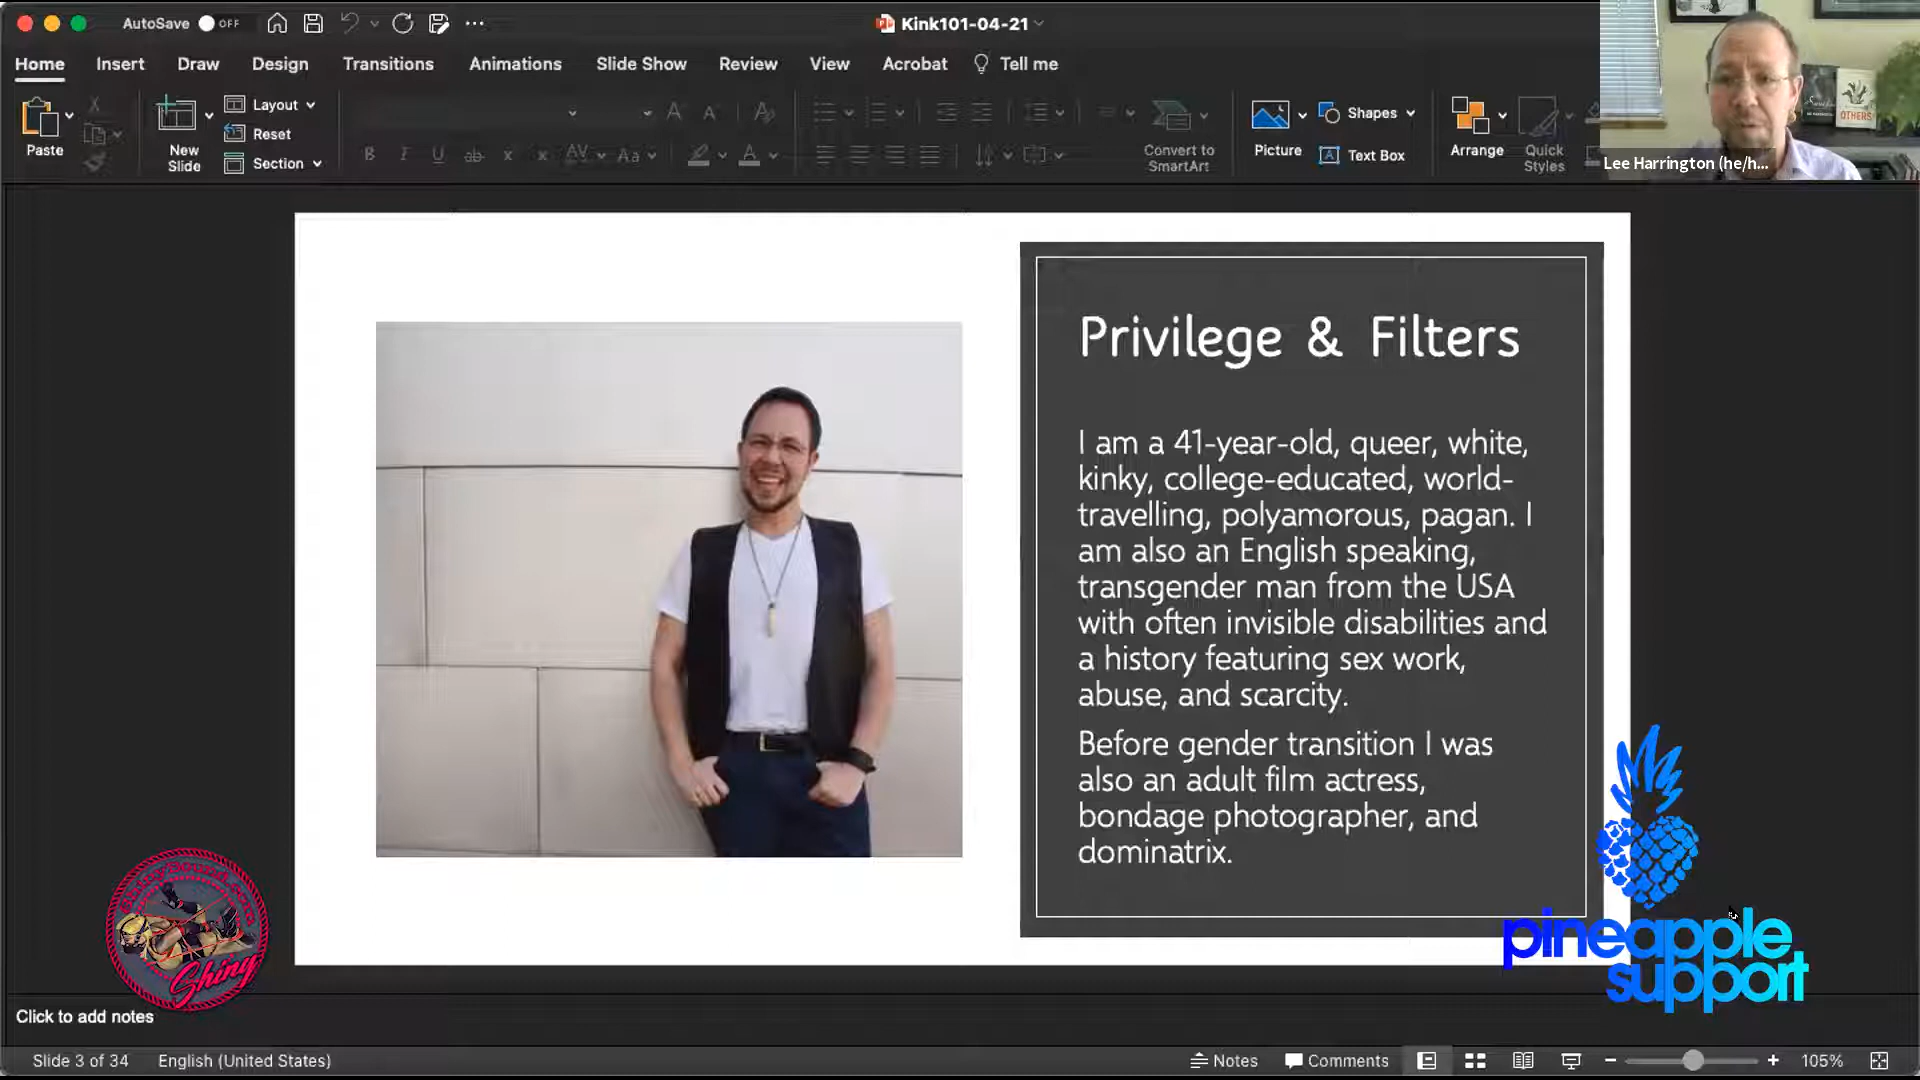 AutoSave OFF
Kink101-04-21
Home Insert Draw Design Transitions Animations Slide Show Review View Acrobat Tell me
Paste
New Slide
Layout
Reset
Section
Convert to SmartArt
Picture
Shapes
Text Box
Arrange
Quick Styles
OTHERS
Lee Harrington (he/h...
Privilege & Filters
I am a 41-year-old, queer, white,
kinky, college-educated, world-
travelling, polyamorous, pagan. I
am also an English speaking,
transgender man from the USA
with often invisible disabilities and
a history featuring sex work,
abuse, and scarcity.
Before gender transition I was
also an adult film actress,
bondage photographer, and
dominatrix.
Shiny
pineapple
support
Click to add notes
Slide 3 of 34 English (United States) Notes Comments 105%